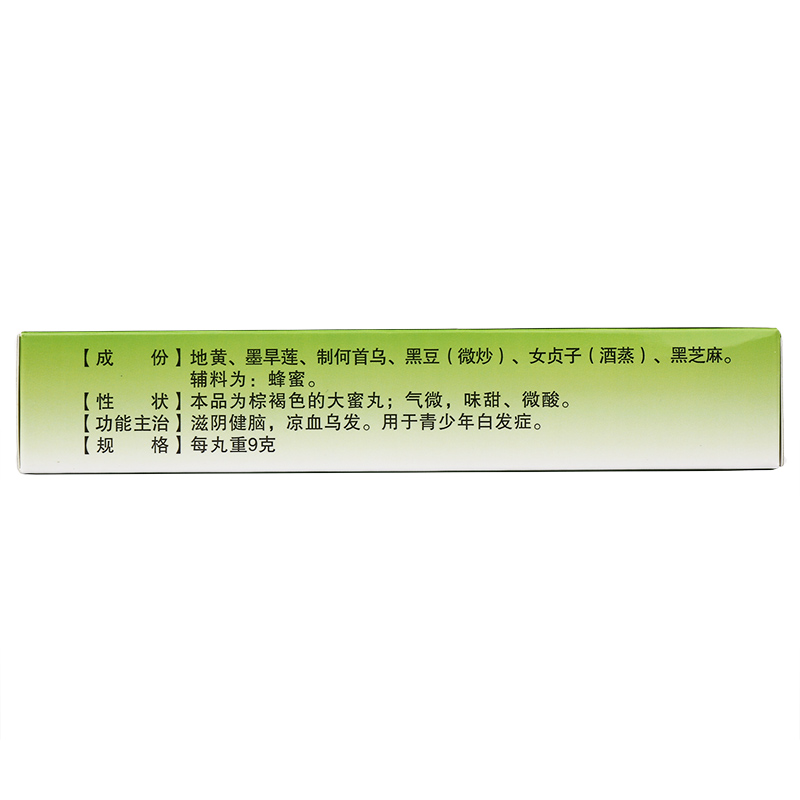 【成　　份】地黄、墨旱莲、制何首乌、黑豆（微炒）、女贞子（酒蒸）、黑芝麻。
辅料为：蜂蜜。
【性　　状】本品为棕褐色的大蜜丸；气微，味甜、微酸。
【功能主治】滋阴健脑，凉血乌发。用于青少年白发症。
【规　　格】每丸重9克